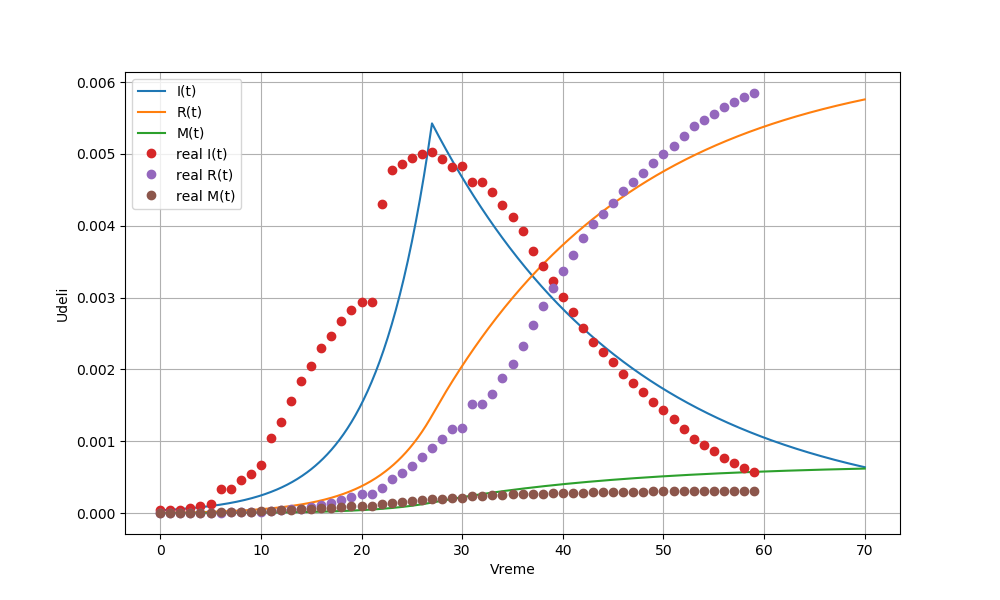 0.006
0.005
0.004
0.003
0.002
0.001
0.000
Udeli
I(t)
R(t)
M(t)
real I(t)
real R(t)
real M(t)
0 10 20 30 40 50 60 70
Vreme